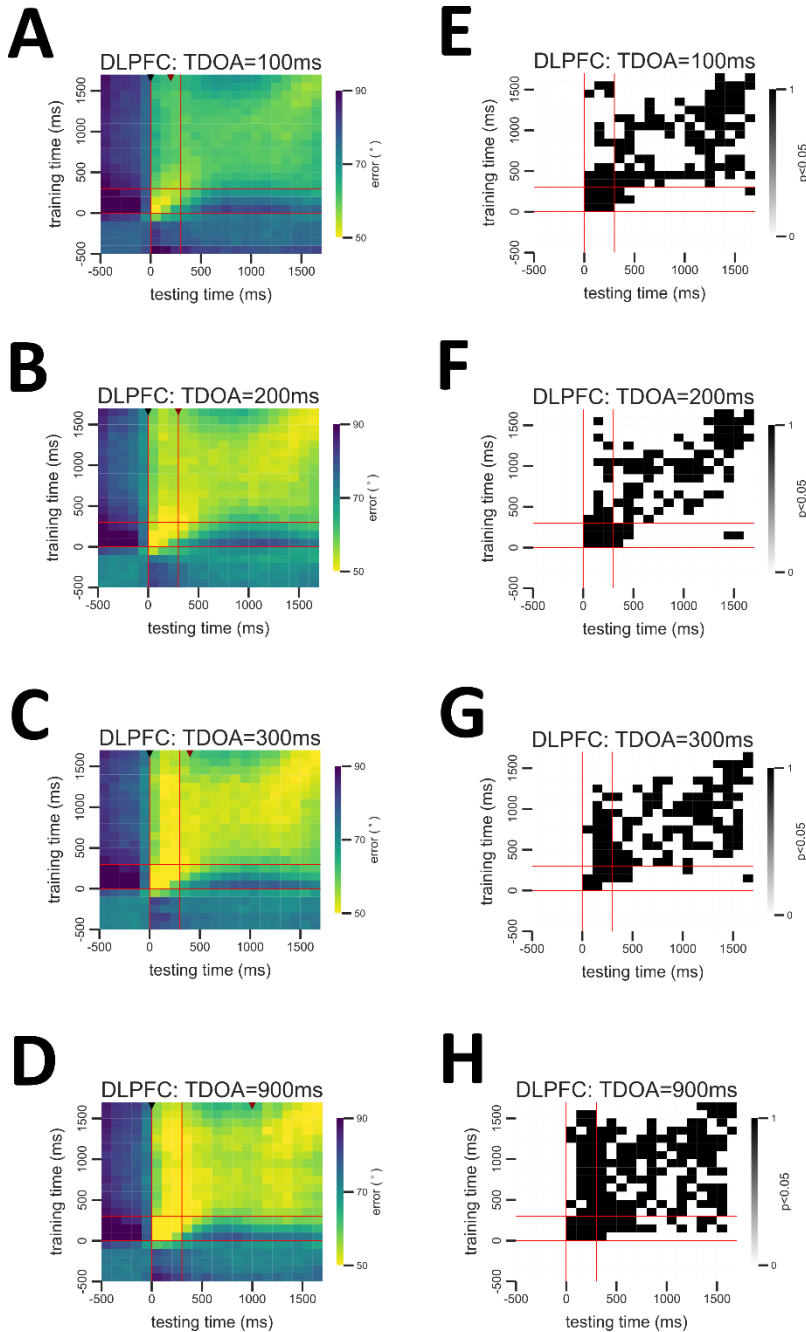 A
DLPFC: TDOA=100ms
training time (ms)
1500
1000
500
0
-500
-500
0
500
1000
1500
testing time (ms)
90
70
50
error (°)
E
DLPFC: TDOA=100ms
training time (ms)
1500
1000
500
0
-500
-500
0
500
1000
1500
testing time (ms)
1
0
p<0.05
B
DLPFC: TDOA=200ms
training time (ms)
1500
1000
500
0
-500
-500
0
500
1000
1500
testing time (ms)
90
70
50
error (°)
F
DLPFC: TDOA=200ms
training time (ms)
1500
1000
500
0
-500
-500
0
500
1000
1500
testing time (ms)
1
0
p<0.05
C
DLPFC: TDOA=300ms
training time (ms)
1500
1000
500
0
-500
-500
0
500
1000
1500
testing time (ms)
90
70
50
error (°)
G
DLPFC: TDOA=300ms
training time (ms)
1500
1000
500
0
-500
-500
0
500
1000
1500
testing time (ms)
1
0
p<0.05
D
DLPFC: TDOA=900ms
training time (ms)
1500
1000
500
0
-500
-500
0
500
1000
1500
testing time (ms)
90
70
50
error (°)
H
DLPFC: TDOA=900ms
training time (ms)
1500
1000
500
0
-500
-500
0
500
1000
1500
testing time (ms)
1
0
p<0.05